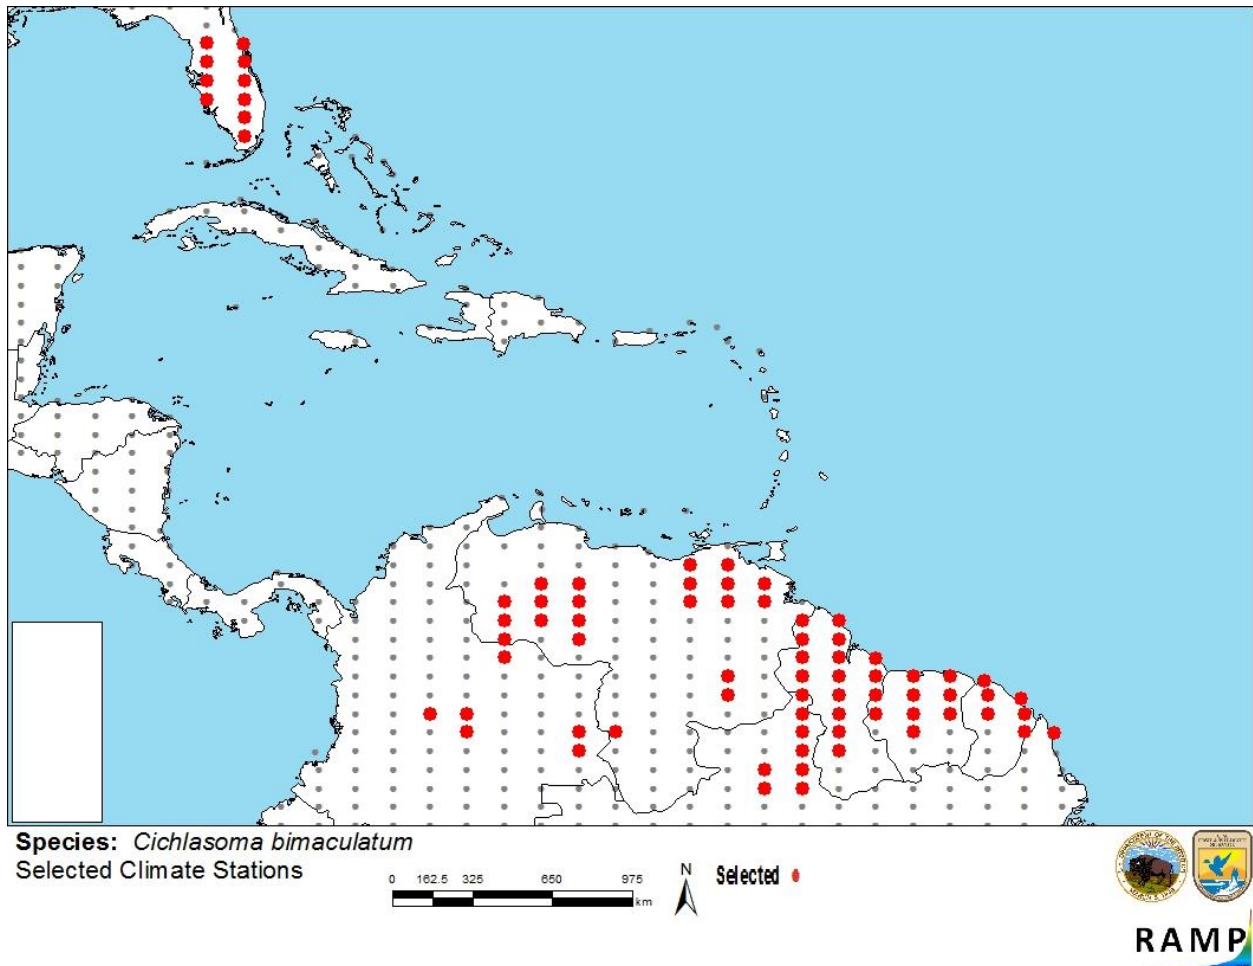 Species: Cichlasoma bimaculatum
Selected Climate Stations
0 162.5 325 650 975
km
N
Selected
RAMP